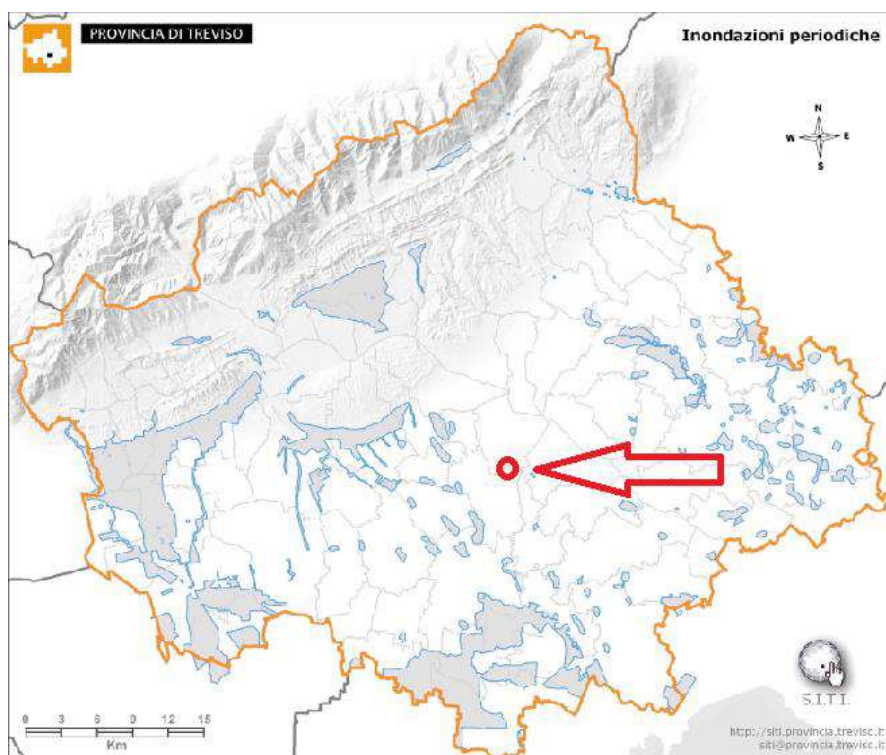 PROVINCIA DI TREVISO
Inondazioni periodiche
N
W E
S
0 3 6 9 12 15
Km
S.I.T.I.
http://siti.provincia.treviso.it
siti@provincia.treviso.it